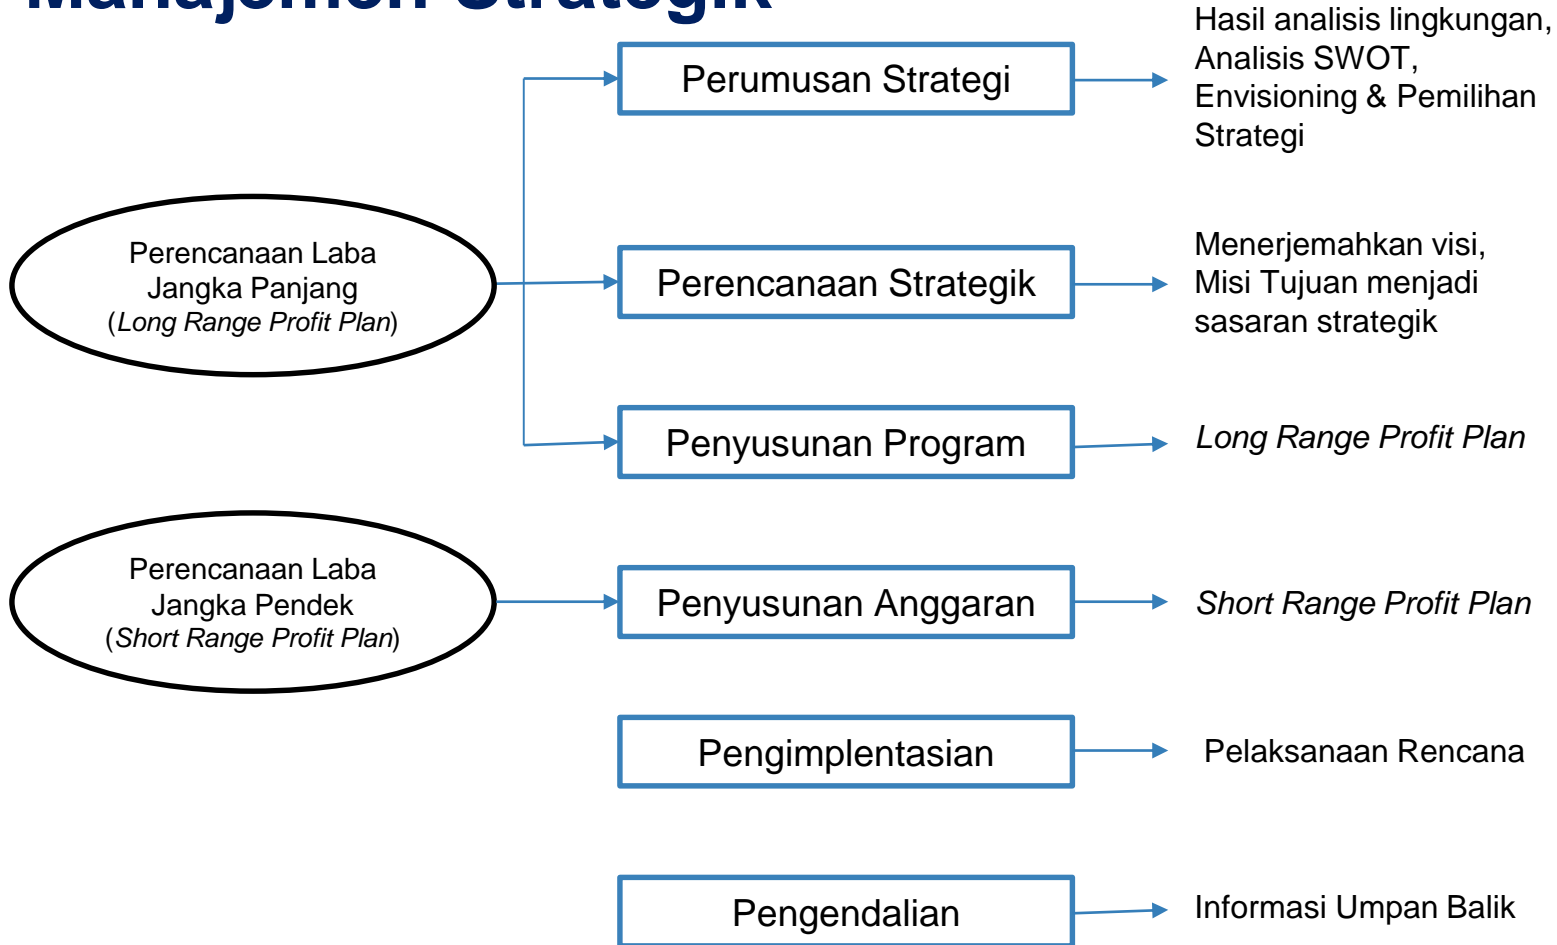 Manajemen Strategik
Perumusan Strategi
Hasil analisis lingkungan,
Analisis SWOT,
Envisioning & Pemilihan
Strategi
Perencanaan Laba
Jangka Panjang
(Long Range Profit Plan)
Perencanaan Strategik
Menerjemahkan visi,
Misi Tujuan menjadi
sasaran strategik
Penyusunan Program
Long Range Profit Plan
Perencanaan Laba
Jangka Pendek
(Short Range Profit Plan)
Penyusunan Anggaran
Short Range Profit Plan
Pengimplentasian
Pelaksanaan Rencana
Pengendalian
Informasi Umpan Balik